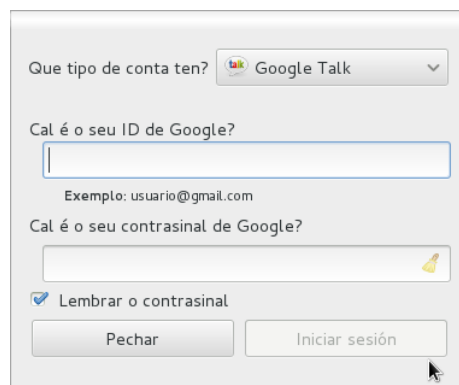 Que tipo de conta ten? talk Google Talk
Cal é o seu ID de Google?
Exemplo: usuario@gmail.com
Cal é o seu contrasinal de Google?
Lembrar o contrasinal
Pechar Iniciar sesión